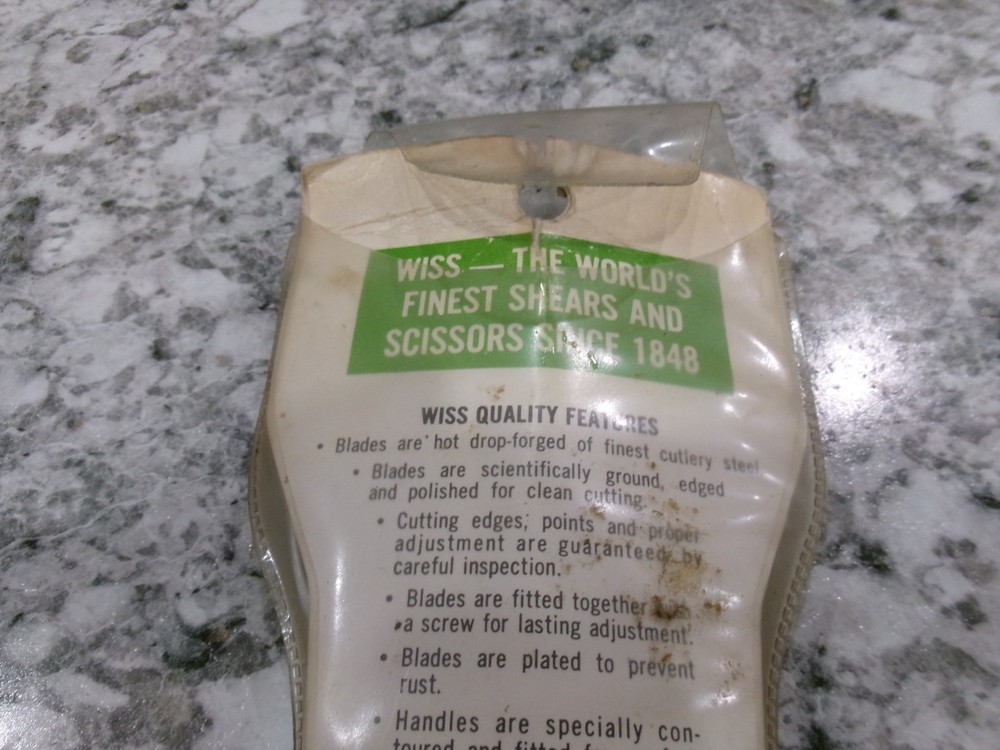 WISS — THE WORLD'S
FINEST SHEARS AND
SCISSORS SINCE 1848
WISS QUALITY FEATURES
• Blades are hot drop-forged of finest cutlery steel
• Blades are scientifically ground, edged
and polished for clean cutting.
• Cutting edges, points and proper
adjustment are guaranteed by
careful inspection.
• Blades are fitted together
a screw for lasting adjustment.
• Blades are plated to prevent
rust.
• Handles are specially con-
toured and fitted